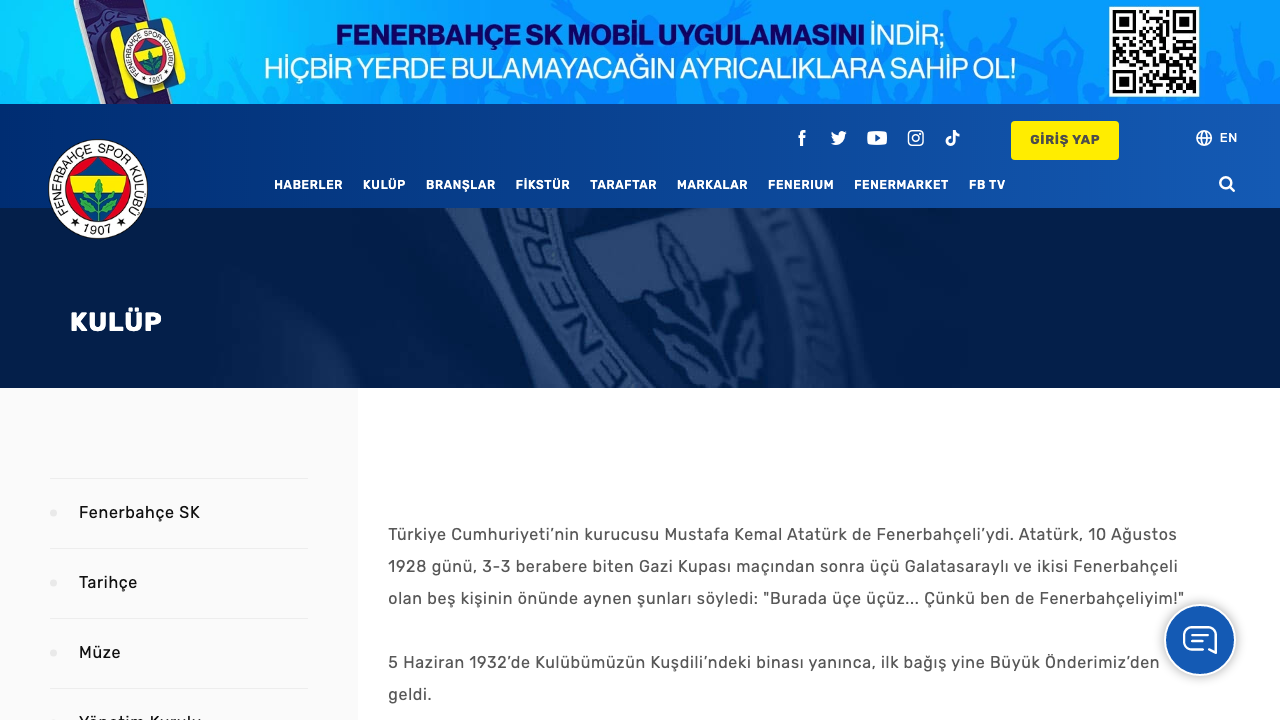 FENERBAHÇE SK MOBİL UYGULAMASINI İNDİR;
HİÇBİR YERDE BULAMAYACAĞIN AYRICALIKLARA SAHİP OL!
GİRİŞ YAP
EN
FENERBAHÇE SPOR KULÜBÜ
★ 1907 ★
HABERLER KULÜP BRANŞLAR FİKSTÜR TARAFTAR MARKALAR FENERIUM FENERMARKET FB TV
KULÜP
Fenerbahçe SK
Tarihçe
Müze
Yönetim Kurulu
Türkiye Cumhuriyeti’nin kurucusu Mustafa Kemal Atatürk de Fenerbahçeli’ydi. Atatürk, 10 Ağustos
1928 günü, 3-3 berabere biten Gazi Kupası maçından sonra üçü Galatasaraylı ve ikisi Fenerbahçeli
olan beş kişinin önünde aynen şunları söyledi: "Burada üçe üçüz... Çünkü ben de Fenerbahçeliyim!"
5 Haziran 1932’de Kulübümüzün Kuşdili’ndeki binası yanınca, ilk bağış yine Büyük Önderimiz’den
geldi.